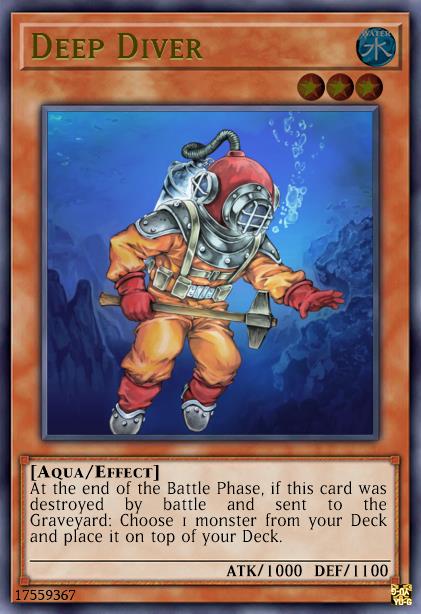 Deep Diver
WATER
水
[Aqua/Effect]
At the end of the Battle Phase, if this card was
destroyed by battle and sent to the
Graveyard: Choose 1 monster from your Deck
and place it on top of your Deck.
ATK/1000 DEF/1100
17559367